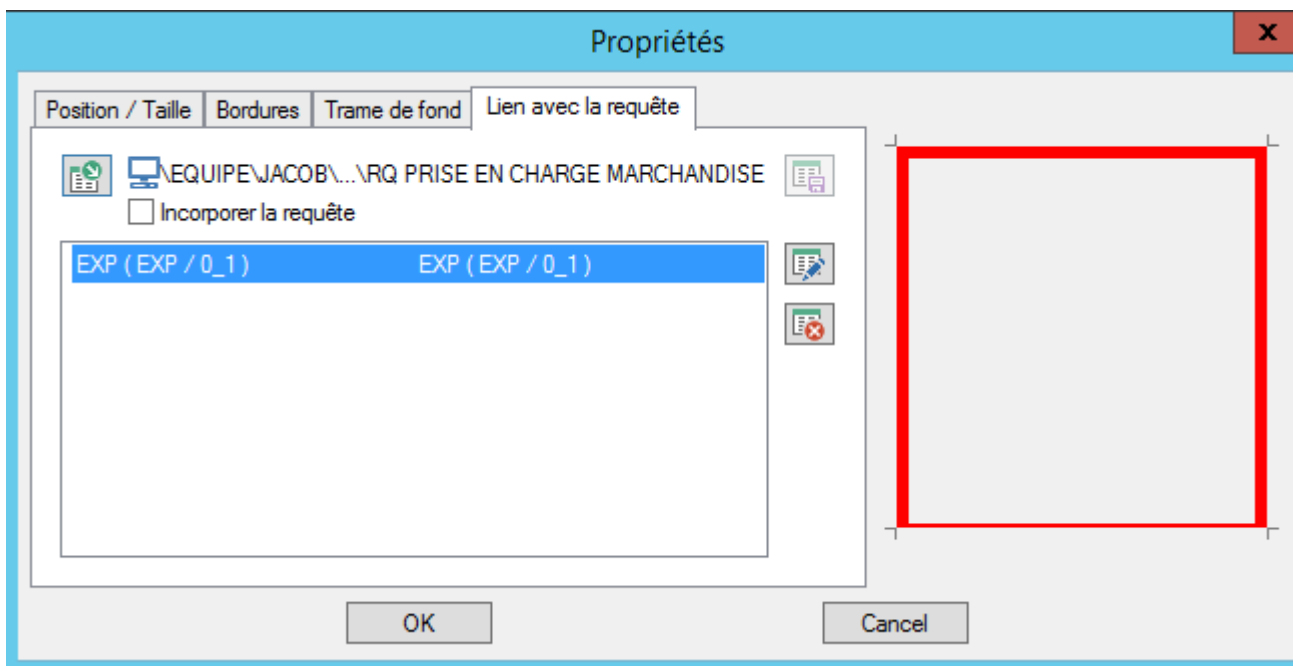 Propriétés
x
Position / Taille Bordures Trame de fond Lien avec la requête
\EQUIPE\JACOB\...\RQ PRISE EN CHARGE MARCHANDISE
Incorporer la requête
EXP ( EXP / 0_1 ) EXP ( EXP / 0_1 )
OK Cancel